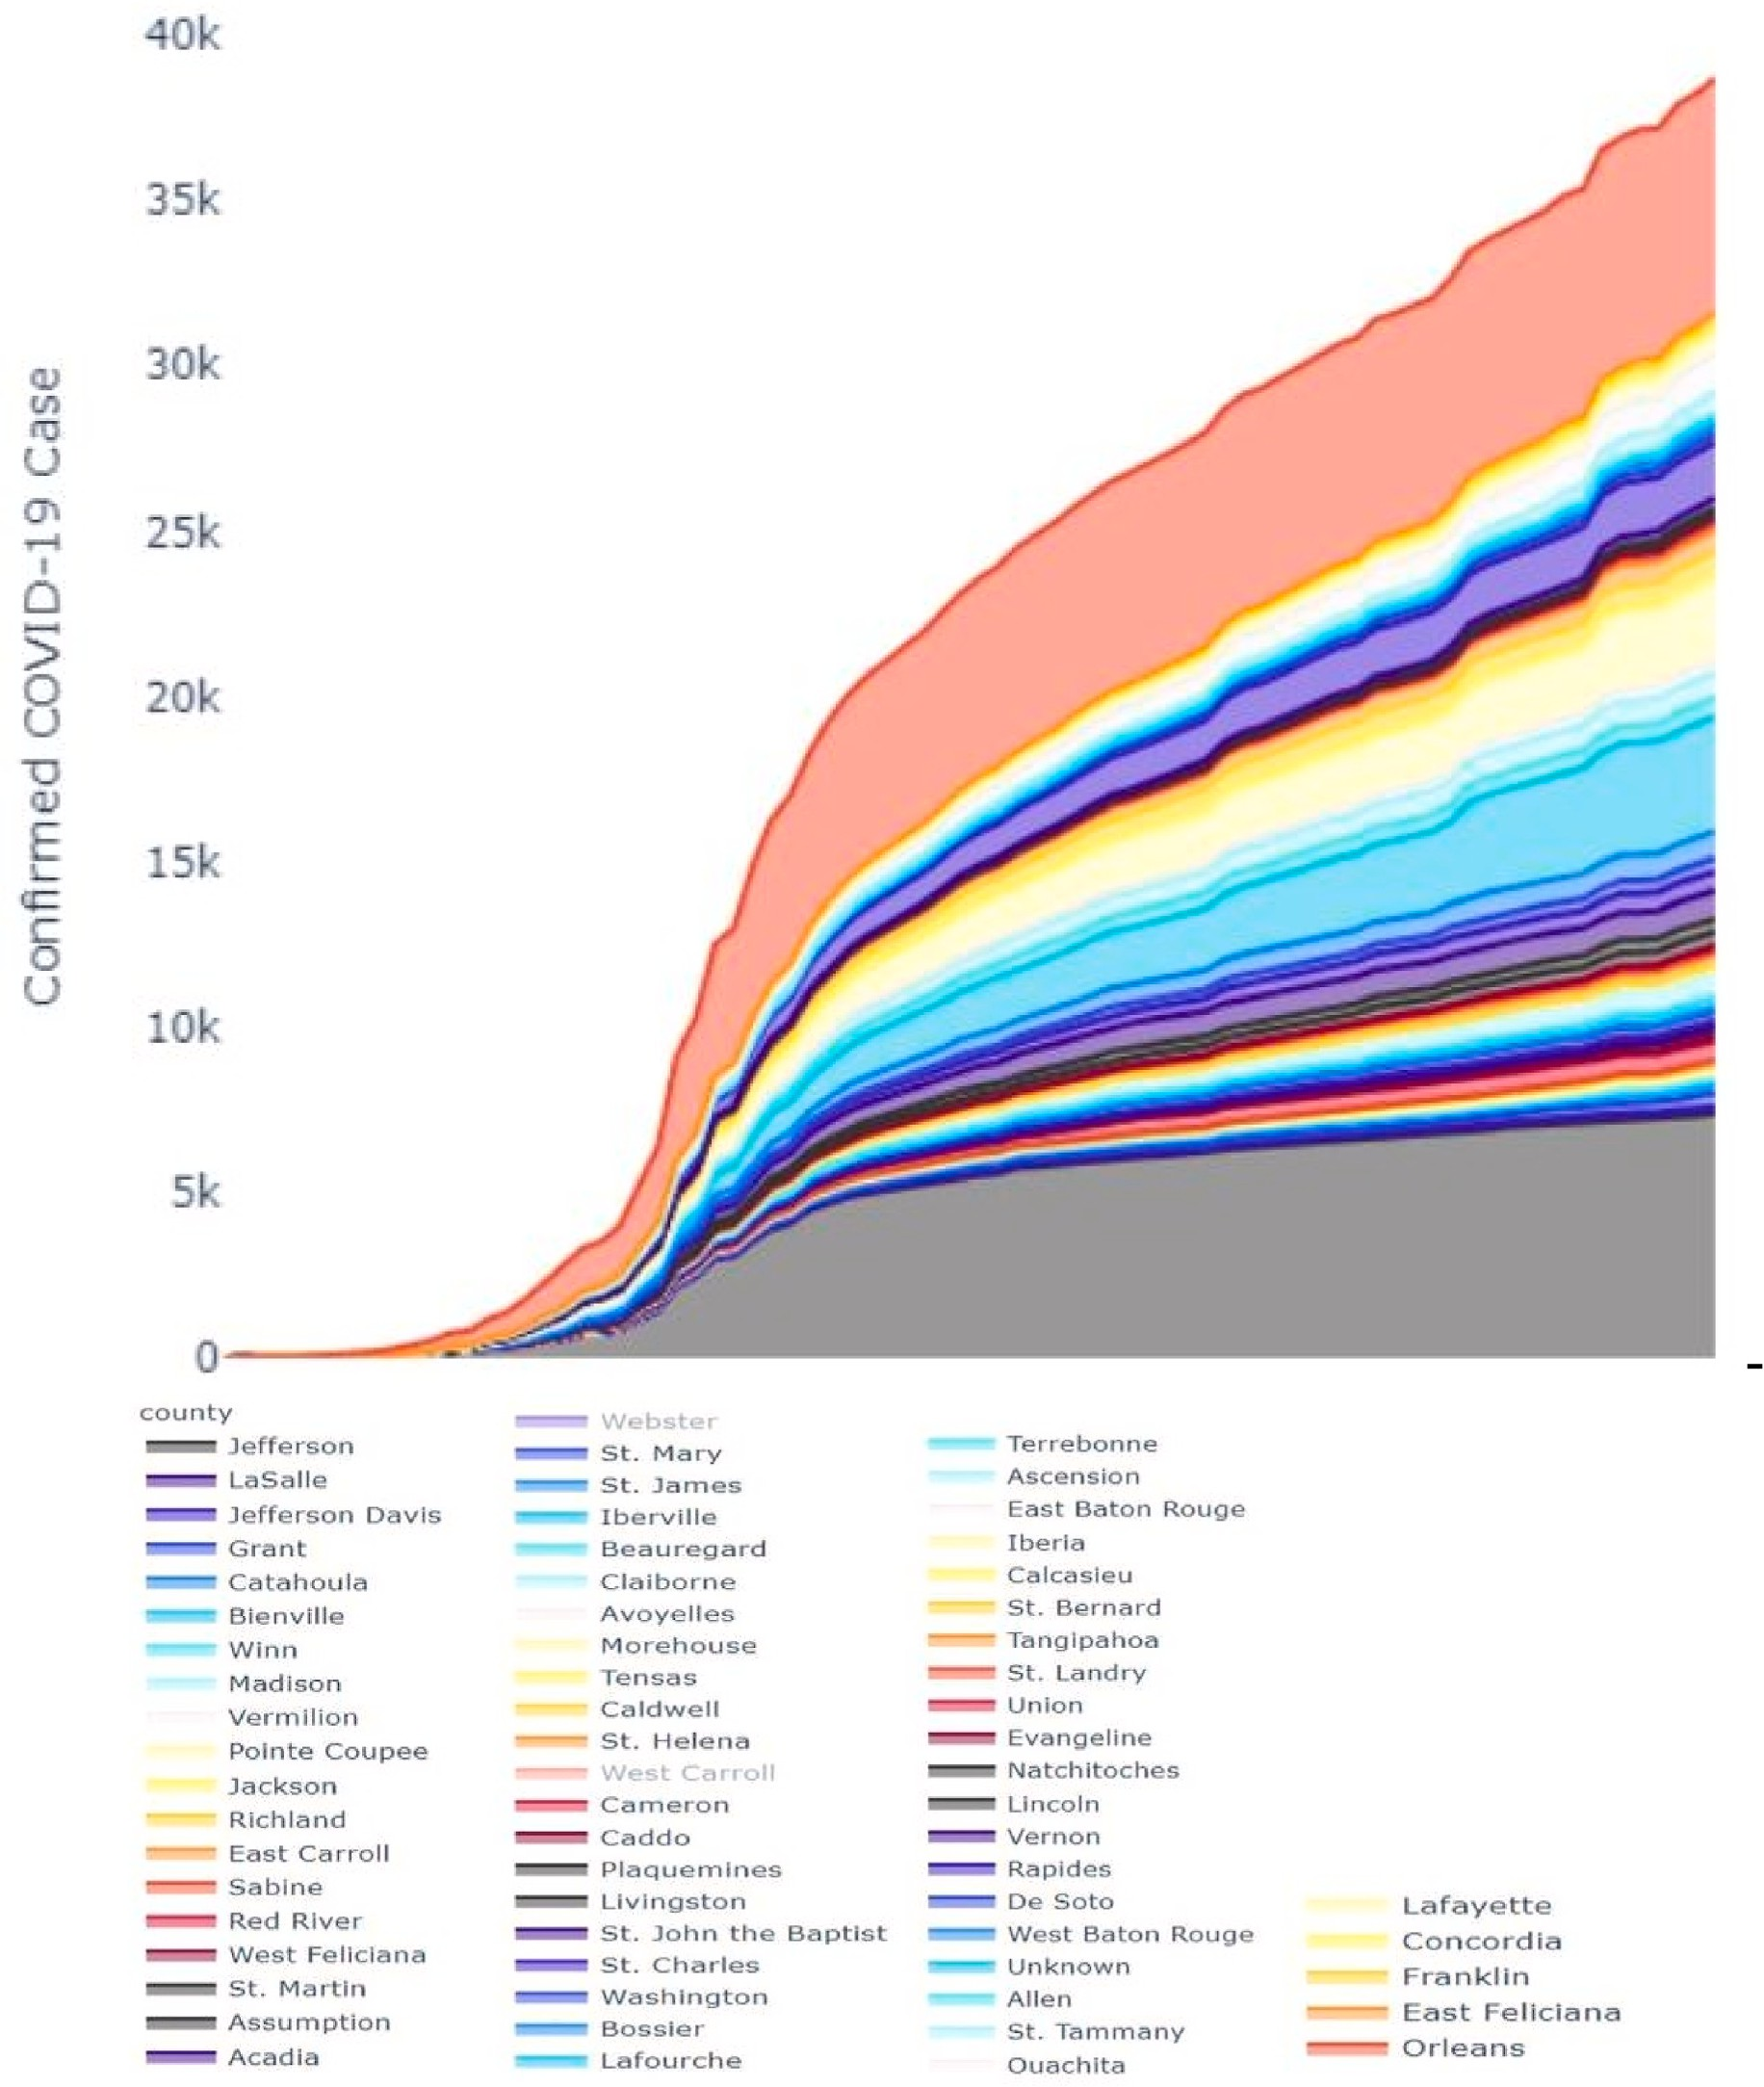 40k
35k
30k
25k
20k
15k
10k
5k
0
Confirmed COVID-19 Case
county
Jefferson
LaSalle
Jefferson Davis
Grant
Catahoula
Bienville
Winn
Madison
Vermilion
Pointe Coupee
Jackson
Richland
East Carroll
Sabine
Red River
West Feliciana
St. Martin
Assumption
Acadia
Webster
St. Mary
St. James
Iberville
Beauregard
Claiborne
Avoyelles
Morehouse
Tensas
Caldwell
St. Helena
West Carroll
Cameron
Caddo
Plaquemines
Livingston
St. John the Baptist
St. Charles
Washington
Bossier
Lafourche
Terrebonne
Ascension
East Baton Rouge
Iberia
Calcasieu
St. Bernard
Tangipahoa
St. Landry
Union
Evangeline
Natchitoches
Lincoln
Vernon
Rapides
De Soto
West Baton Rouge
Unknown
Allen
St. Tammany
Ouachita
Lafayette
Concordia
Franklin
East Feliciana
Orleans